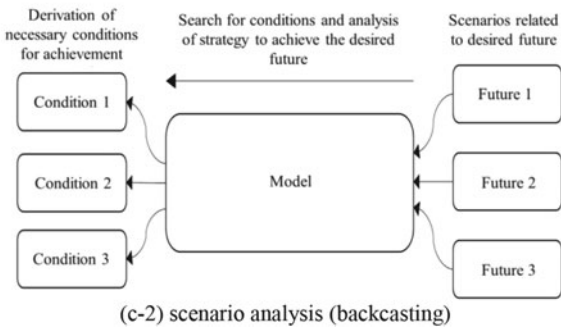 Derivation of
necessary conditions
for achievement
Search for conditions and analysis
of strategy to achieve the desired
future
Scenarios related
to desired future
Condition 1
Condition 2
Condition 3
Model
Future 1
Future 2
Future 3
(c-2) scenario analysis (backcasting)